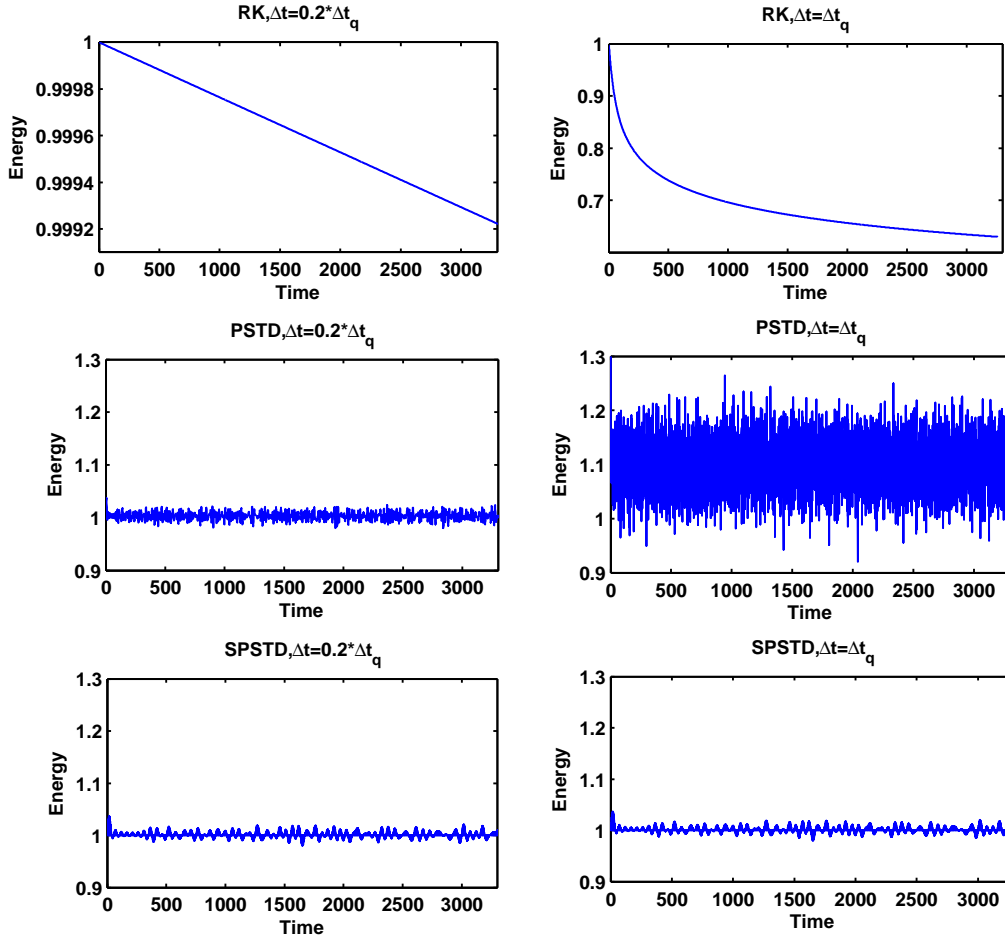 RK,Δt=0.2*Δt_q
Energy
1
0.9998
0.9996
0.9994
0.9992
0 500 1000 1500 2000 2500 3000
Time
RK,Δt=Δt_q
Energy
1
0.9
0.8
0.7
0 500 1000 1500 2000 2500 3000
Time
PSTD,Δt=0.2*Δt_q
Energy
1.3
1.2
1.1
1
0.9
0 500 1000 1500 2000 2500 3000
Time
PSTD,Δt=Δt_q
Energy
1.3
1.2
1.1
1
0.9
0 500 1000 1500 2000 2500 3000
Time
SPSTD,Δt=0.2*Δt_q
Energy
1.3
1.2
1.1
1
0.9
0 500 1000 1500 2000 2500 3000
Time
SPSTD,Δt=Δt_q
Energy
1.3
1.2
1.1
1
0.9
0 500 1000 1500 2000 2500 3000
Time